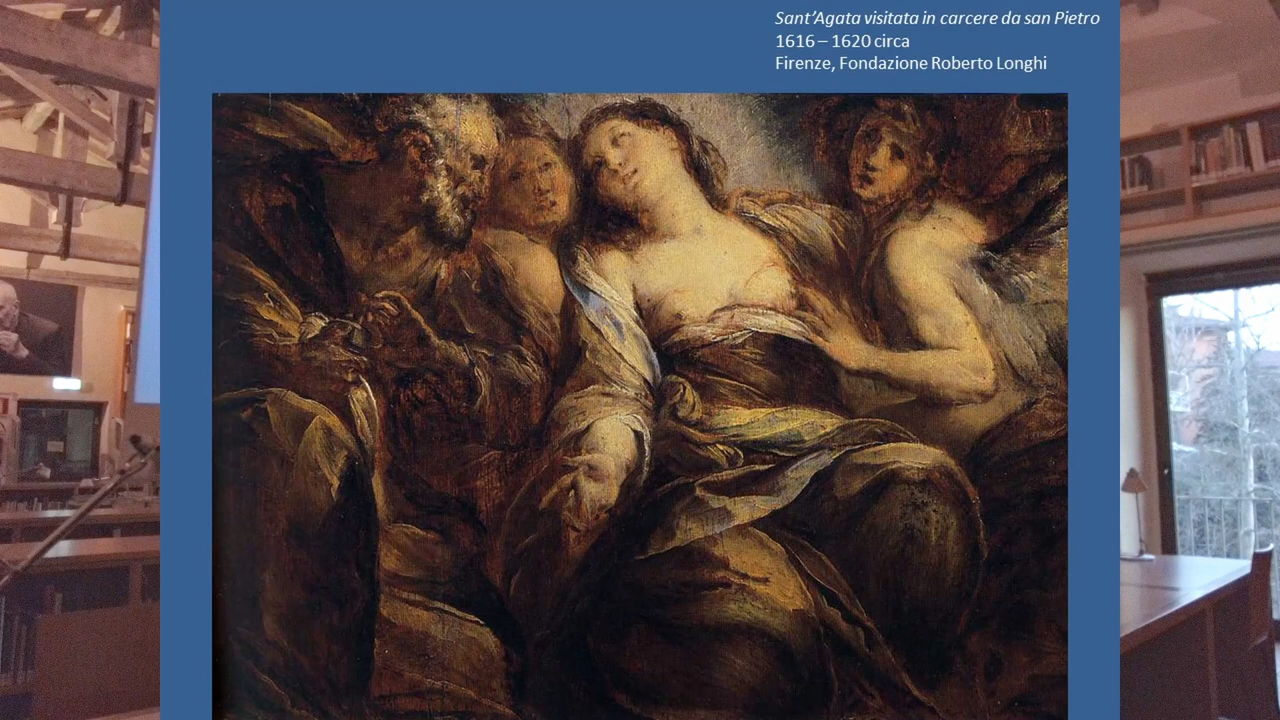 Sant’Agata visitata in carcere da san Pietro
1616 – 1620 circa
Firenze, Fondazione Roberto Longhi